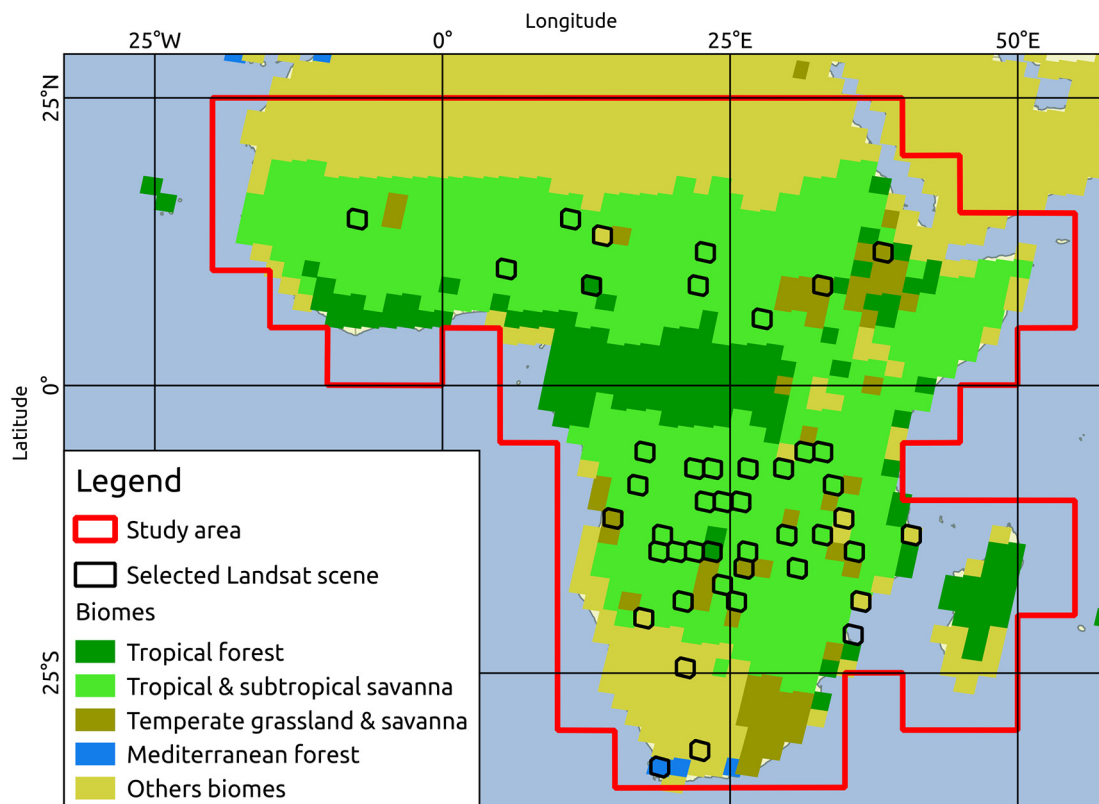 Longitude
25°W
0°
25°E
50°E
25°N
0°
25°S
Latitude
Legend
Study area
Selected Landsat scene
Biomes
Tropical forest
Tropical & subtropical savanna
Temperate grassland & savanna
Mediterranean forest
Others biomes